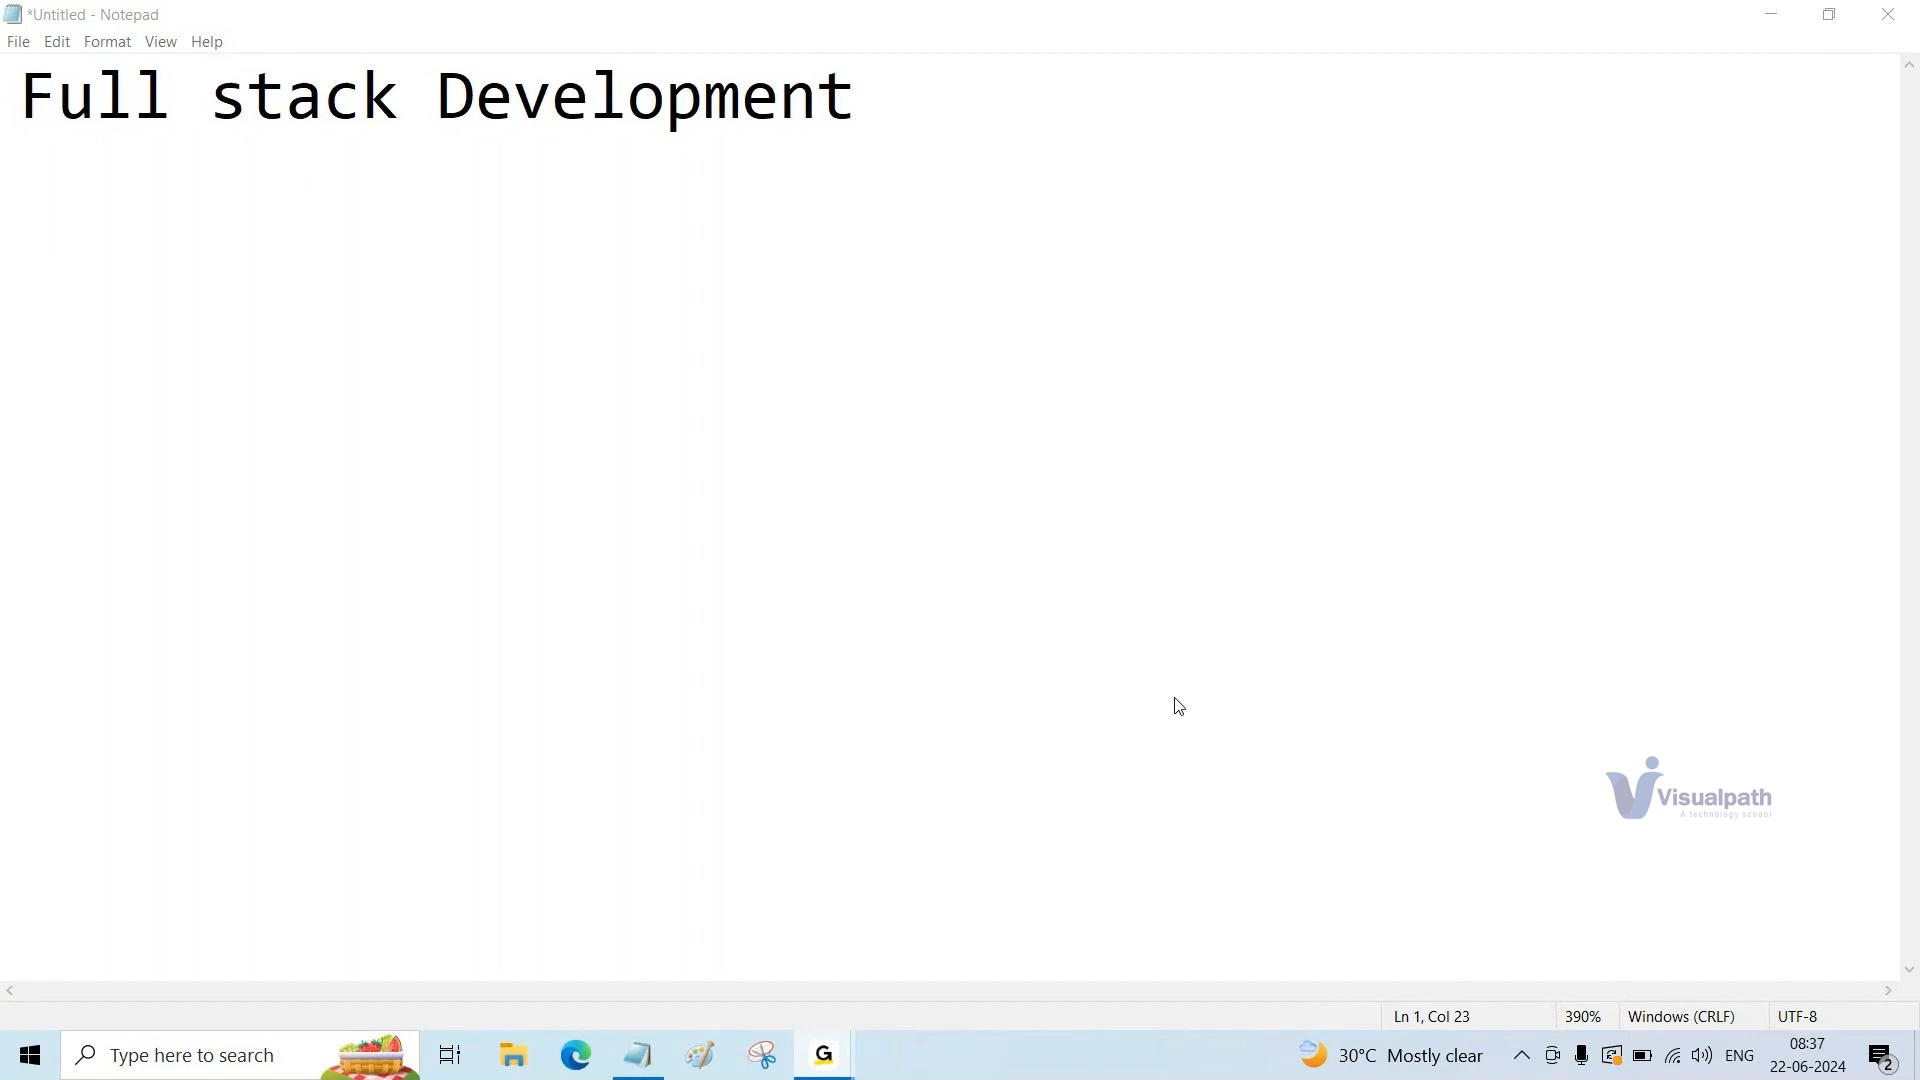 *Untitled - Notepad
File Edit Format View Help
Full stack Development
Visualpath
A technology school
Ln 1, Col 23 390% Windows (CRLF) UTF-8
Type here to search G 30°C Mostly clear ENG 08:37
22-06-2024 2